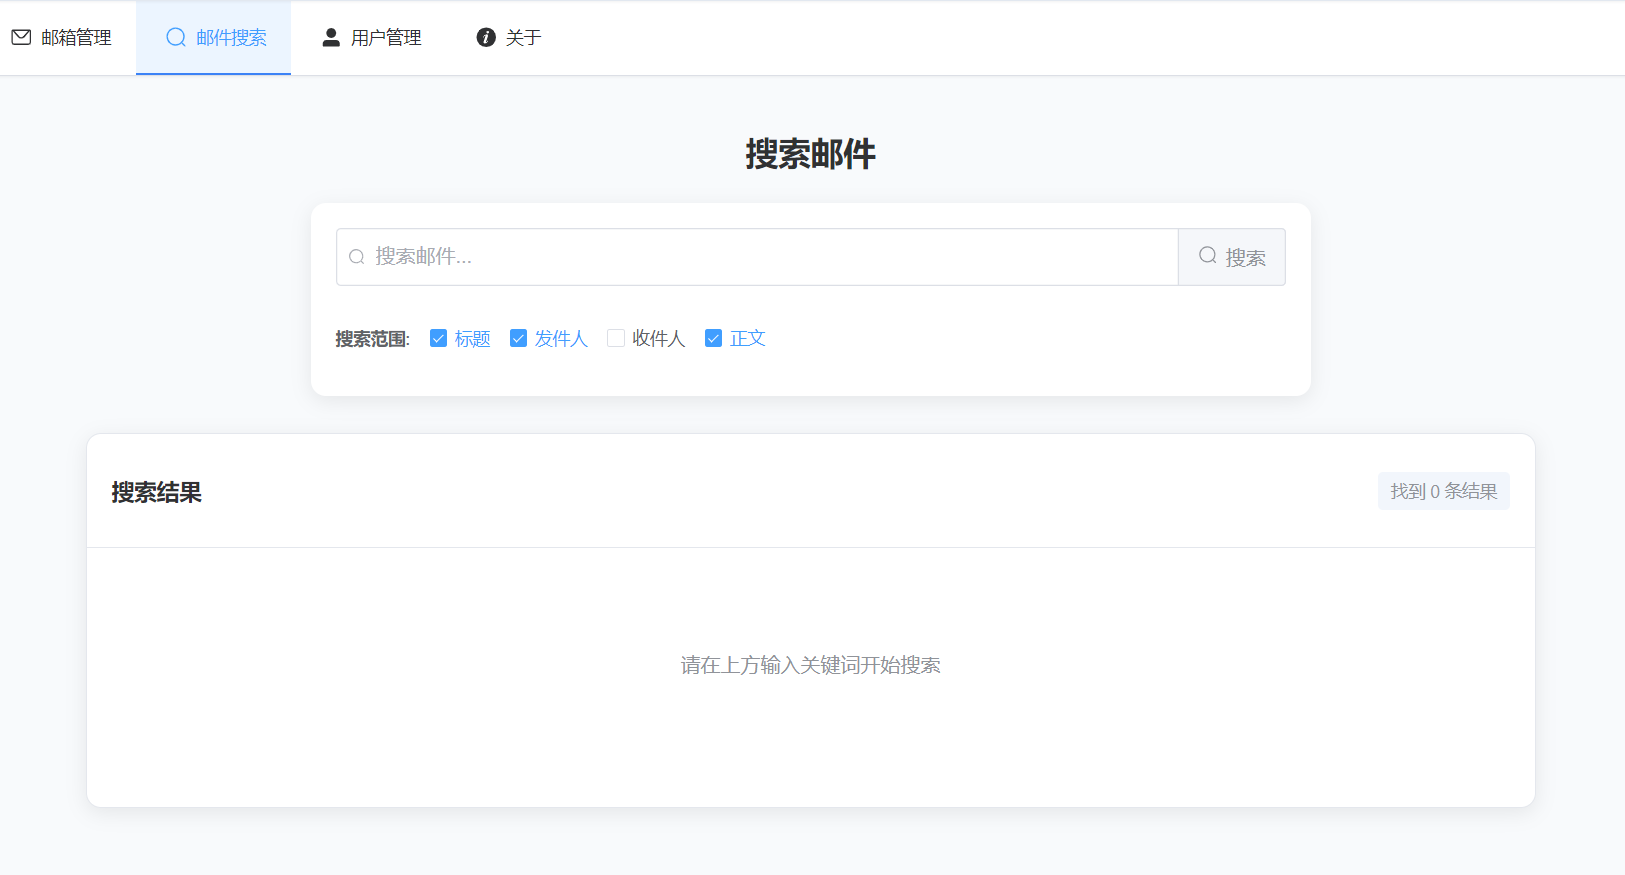 邮箱管理 邮件搜索 用户管理 关于
搜索邮件
搜索邮件... 搜索
搜索范围: 标题 发件人 收件人 正文
搜索结果 找到 0 条结果
请在上方输入关键词开始搜索